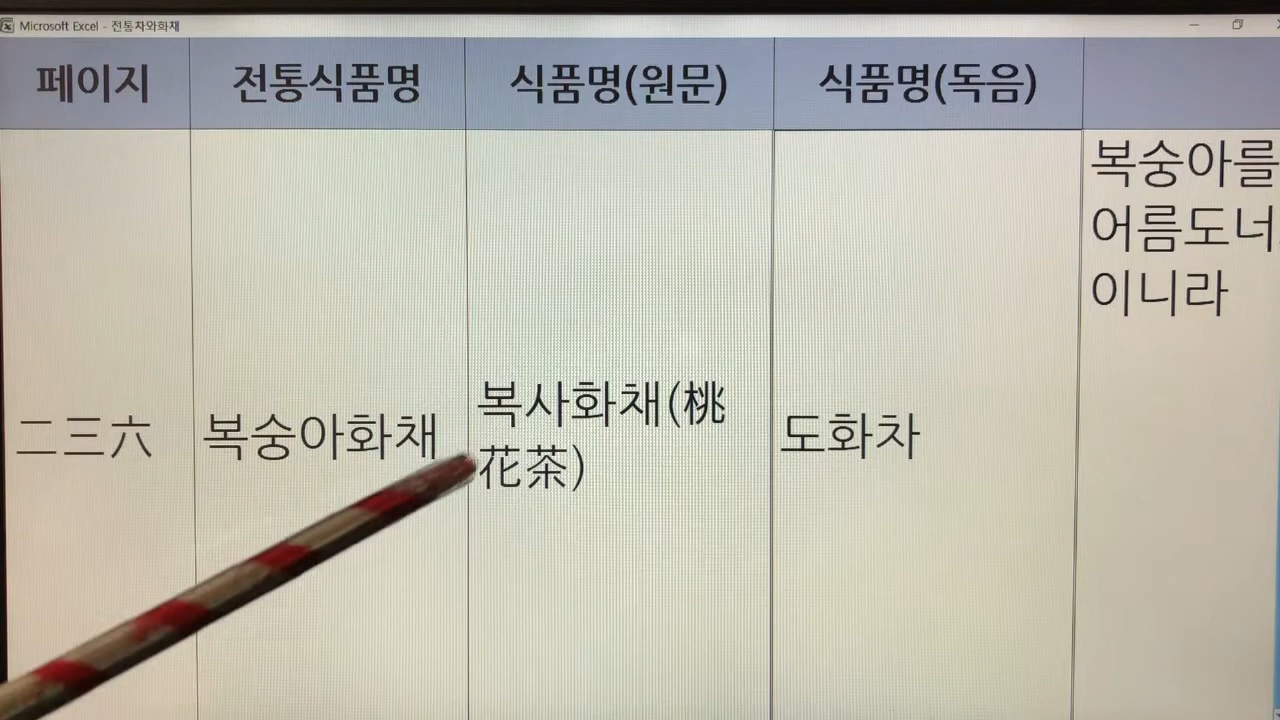 Microsoft Excel - 전통차와화채
페이지 전통식품명 식품명(원문) 식품명(독음)
二三六
복숭아화채
복사화채(桃
花茶)
도화차
복숭아를
어름도너
이니라